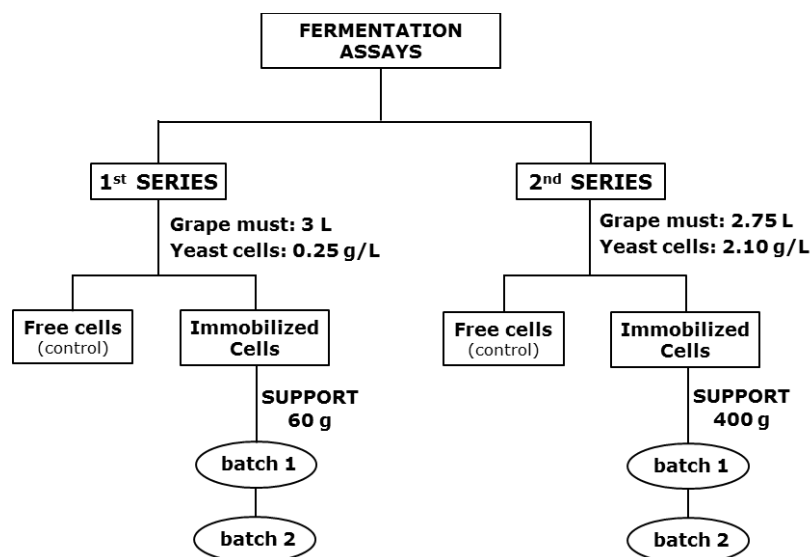 FERMENTATION
ASSAYS
1st SERIES
2nd SERIES
Grape must: 3 L
Yeast cells: 0.25 g/L
Grape must: 2.75 L
Yeast cells: 2.10 g/L
Free cells
(control)
Immobilized
Cells
Free cells
(control)
Immobilized
Cells
SUPPORT
60 g
SUPPORT
400 g
batch 1
batch 1
batch 2
batch 2